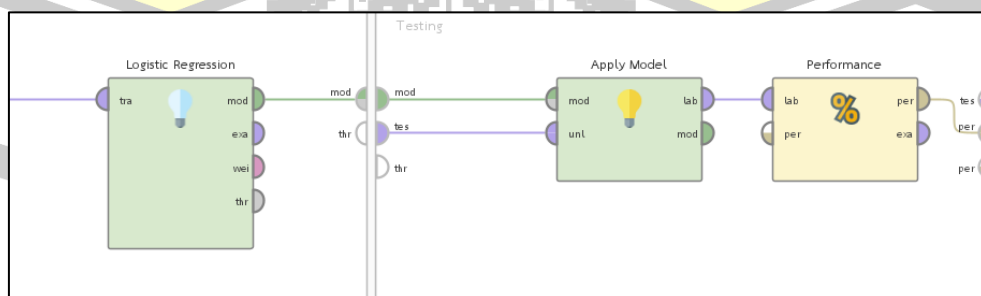 Testing
Logistic Regression
tra
mod
exa
wei
thr
mod
thr
mod
tes
thr
Apply Model
mod
unl
lab
mod
Performance
lab
per
%
per
exa
tes
per
per